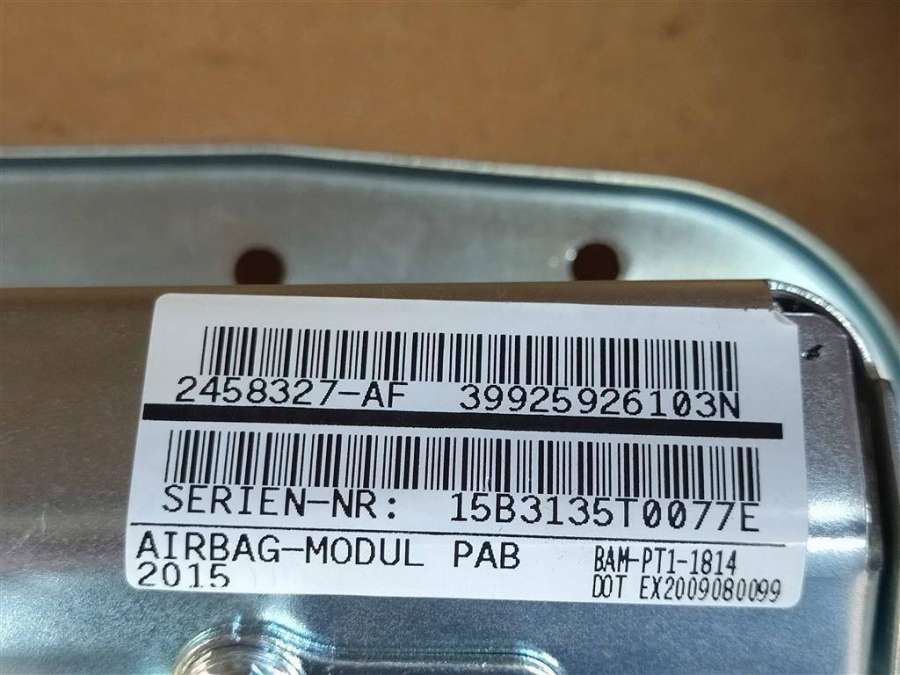 2458327-AF 39925926103N
SERIEN-NR: 15B3135T0077E
AIRBAG-MODUL PAB
2015
BAM-PT1-1814
DOT EX2009080099